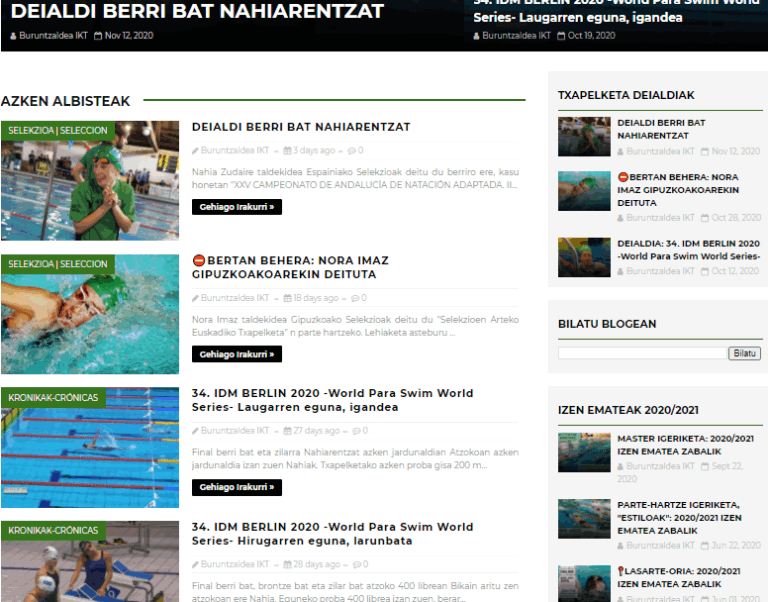 DEIALDI BERRI BAT NAHIARENTZAT
Buruntzaldea IKT Nov 12, 2020
34. IDM BERLIN 2020 -World Para Swim World
Series- Laugarren eguna, igandea
Buruntzaldea IKT Oct 19, 2020
AZKEN ALBISTEAK
SELEKZIOA | SELECCION
DEIALDI BERRI BAT NAHIARENTZAT
Buruntzaldea IKT – 3 days ago – 0
Nahia Zudaire taldekidea Espainiako Selekzioak deitu du berriro ere, kasu
honetan "XXV CAMPEONATO DE ANDALUCÍA DE NATACIÓN ADAPTADA. II...
Gehiago Irakurri »
SELEKZIOA | SELECCION
⛔BERTAN BEHERA: NORA IMAZ
GIPUZKOAKOAREKIN DEITUTA
Buruntzaldea IKT – 18 days ago – 0
Nora Imaz taldekidea Gipuzkoako Selekzioak deitu du "Selekzioen Arteko
Euskadiko Txapelketa" n parte hartzeko. Lehiaketa asteburu ...
Gehiago Irakurri »
KRONIKAK-CRÓNICAS
34. IDM BERLIN 2020 -World Para Swim World
Series- Laugarren eguna, igandea
Buruntzaldea IKT – 27 days ago – 0
Final berri bat eta zilarra Nahiarentzat azken jardunaldian Atzokoan azken
jardunaldia izan zuen Nahiak. Txapelketako azken proba gisa 200 m...
Gehiago Irakurri »
KRONIKAK-CRÓNICAS
34. IDM BERLIN 2020 -World Para Swim World
Series- Hirugarren eguna, larunbata
Buruntzaldea IKT – 28 days ago – 0
Final berri bat, brontze bat eta zilar bat atzoko 400 librean Bikain aritu zen
atzokoan ere Nahia. Eguneko proba 400 librea izan zuen, berar...
TXAPELKETA DEIALDIAK
DEIALDI BERRI BAT
NAHIARENTZAT
Buruntzaldea IKT Nov 12, 2020
⛔BERTAN BEHERA: NORA
IMAZ GIPUZKOAKOAREKIN
DEITUTA
Buruntzaldea IKT Oct 28, 2020
DEIALDIA: 34. IDM BERLIN 2020
-World Para Swim World Series-
Buruntzaldea IKT Oct 12, 2020
BILATU BLOGEAN
Bilatu
IZEN EMATEAK 2020/2021
MASTER IGERIKETA: 2020/2021
IZEN EMATEA ZABALIK
Buruntzaldea IKT Sept 22,
2020
PARTE-HARTZE IGERIKETA,
"ESTILOAK": 2020/2021 IZEN
EMATEA ZABALIK
Buruntzaldea IKT Jun 22, 2020
📍LASARTE-ORIA: 2020/2021
IZEN EMATEA ZABALIK
Buruntzaldea IKT Jun 01, 2020